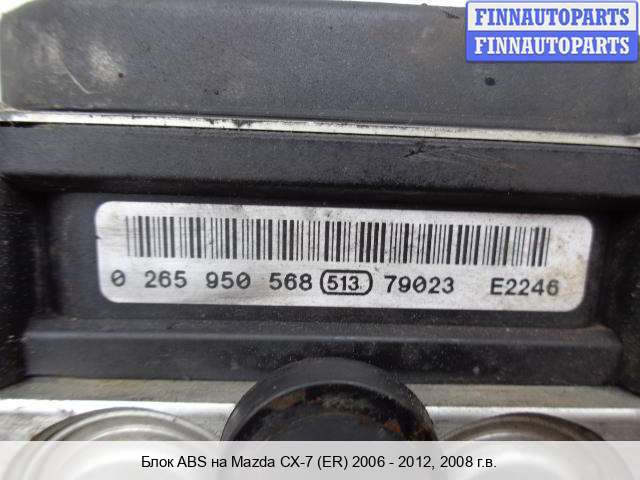 FINNAUTOPARTS
FINNAUTOPARTS
0 265 950 568 513 79023 E2246
Блок ABS на Mazda CX-7 (ER) 2006 - 2012, 2008 г.в.